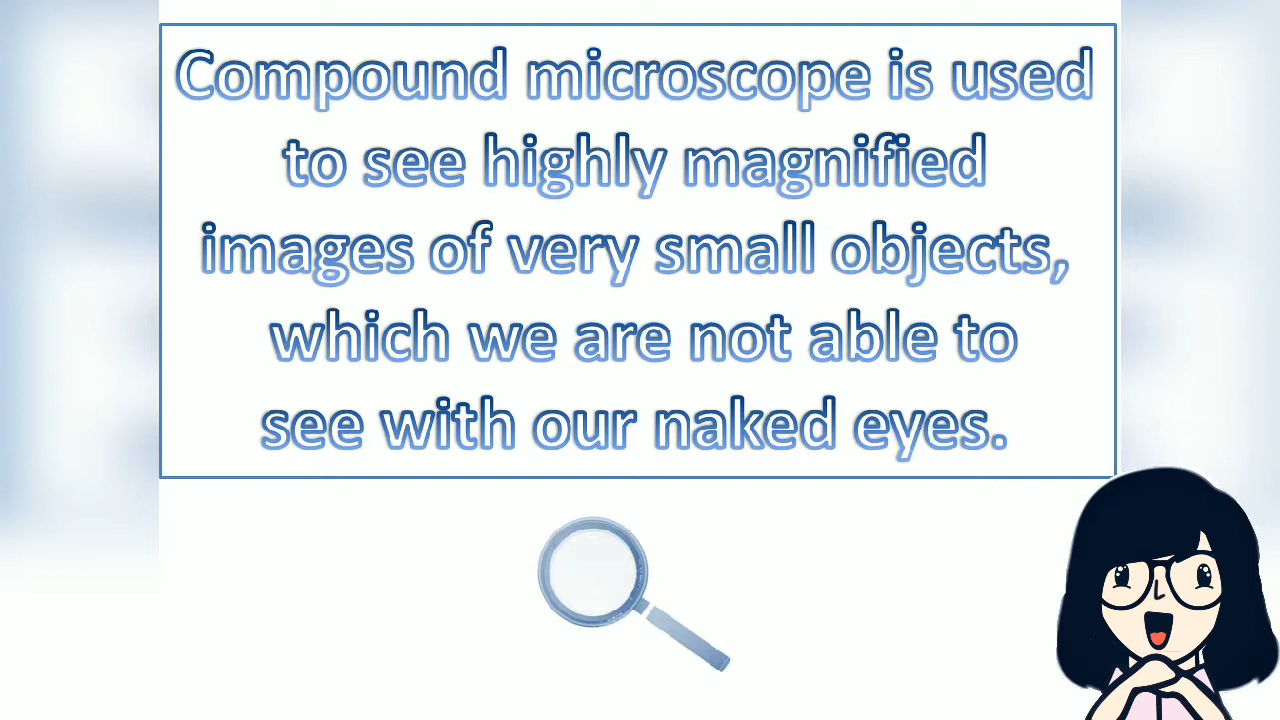 Compound microscope is used
to see highly magnified
images of very small objects,
which we are not able to
see with our naked eyes.